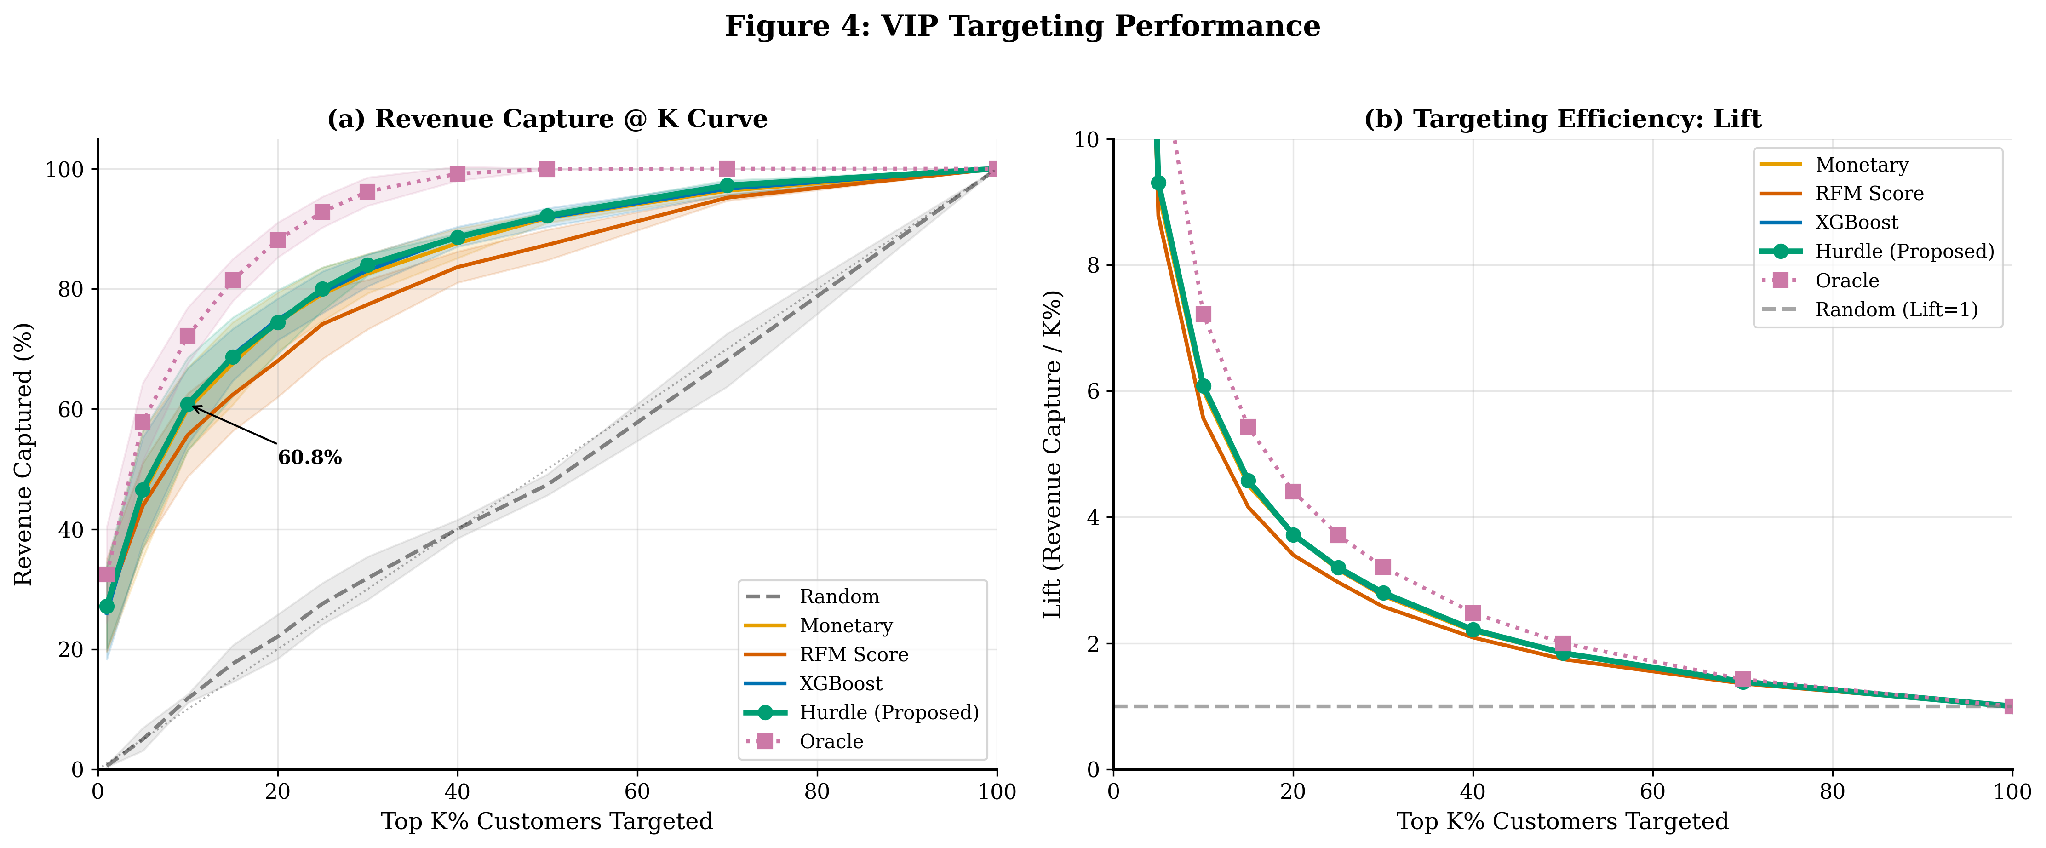 Figure 4: VIP Targeting Performance
(a) Revenue Capture @ K Curve
Revenue Captured (%)
100
80
60
40
20
0
60.8%
Random
Monetary
RFM Score
XGBoost
Hurdle (Proposed)
Oracle
0 20 40 60 80 100
Top K% Customers Targeted
(b) Targeting Efficiency: Lift
Lift (Revenue Capture / K%)
10
8
6
4
2
0
Monetary
RFM Score
XGBoost
Hurdle (Proposed)
Oracle
Random (Lift=1)
0 20 40 60 80 100
Top K% Customers Targeted